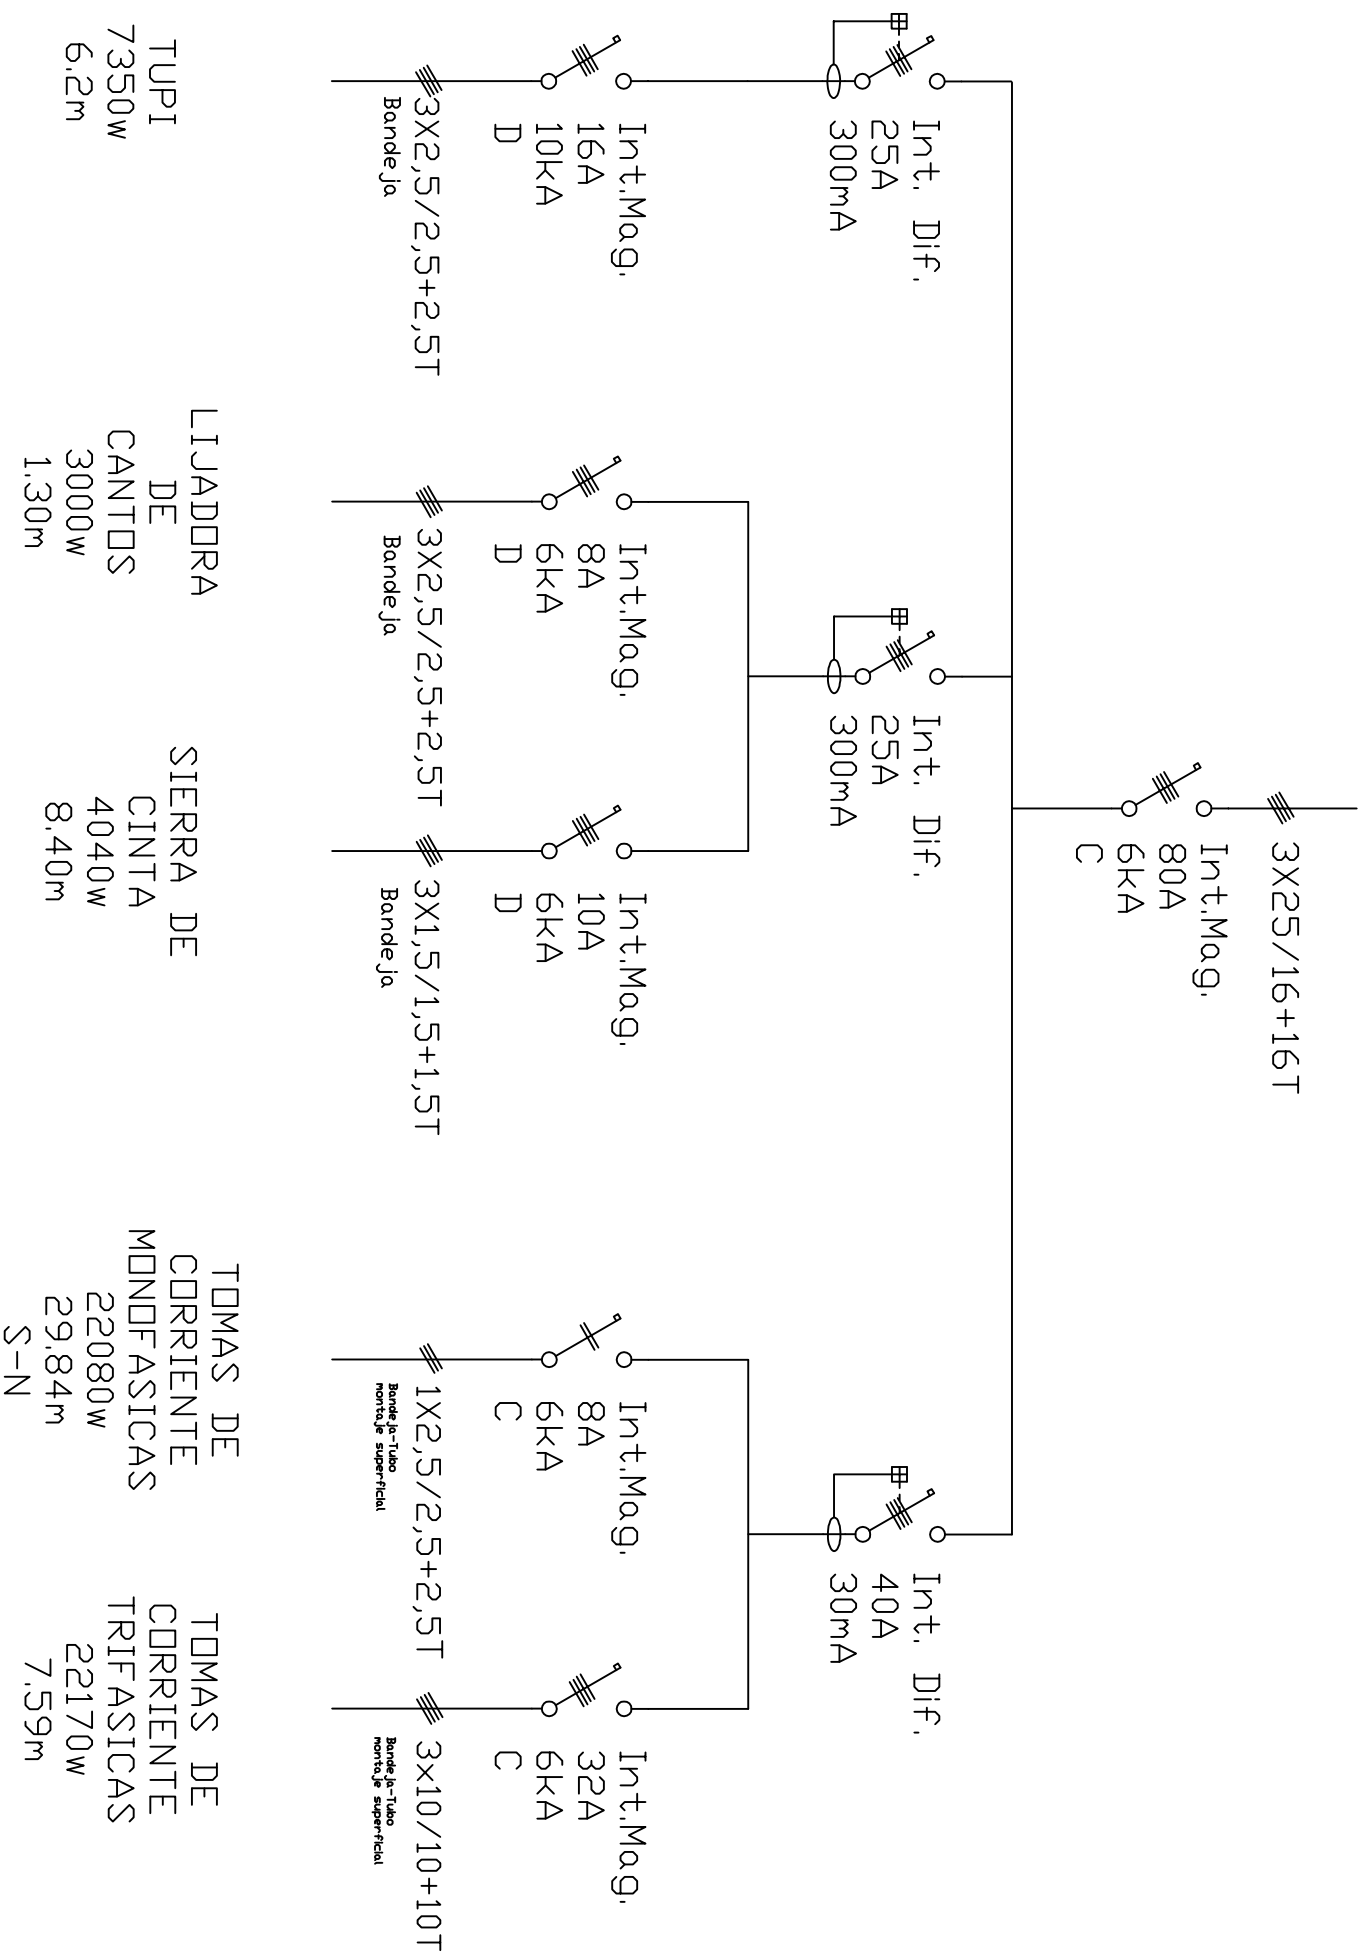 3X25/16+16T
Int.Mag.
80A
6kA
C
Int. Dif.
25A
300mA
Int. Dif.
25A
300mA
Int. Dif.
40A
30mA
Int.Mag.
16A
10kA
D
Int.Mag.
8A
6kA
D
Int.Mag.
10A
6kA
D
Int.Mag.
8A
6kA
C
Int.Mag.
32A
6kA
C
3X2,5/2,5+2,5T
Bandeja
3X2,5/2,5+2,5T
Bandeja
3X1,5/1,5+1,5T
Bandeja
1X2,5/2,5+2,5T
Bandeja-Tubo
montaje superficial
3x10/10+10T
Bandeja-Tubo
montaje superficial
TUPI
7350w
6.2m
LIJADORA
DE
CANTOS
3000w
1.30m
SIERRA DE
CINTA
4040w
8.40m
TOMAS DE
CORRIENTE
MONOFASICAS
22080w
29.84m
S-N
TOMAS DE
CORRIENTE
TRIFASICAS
22170w
7.59m